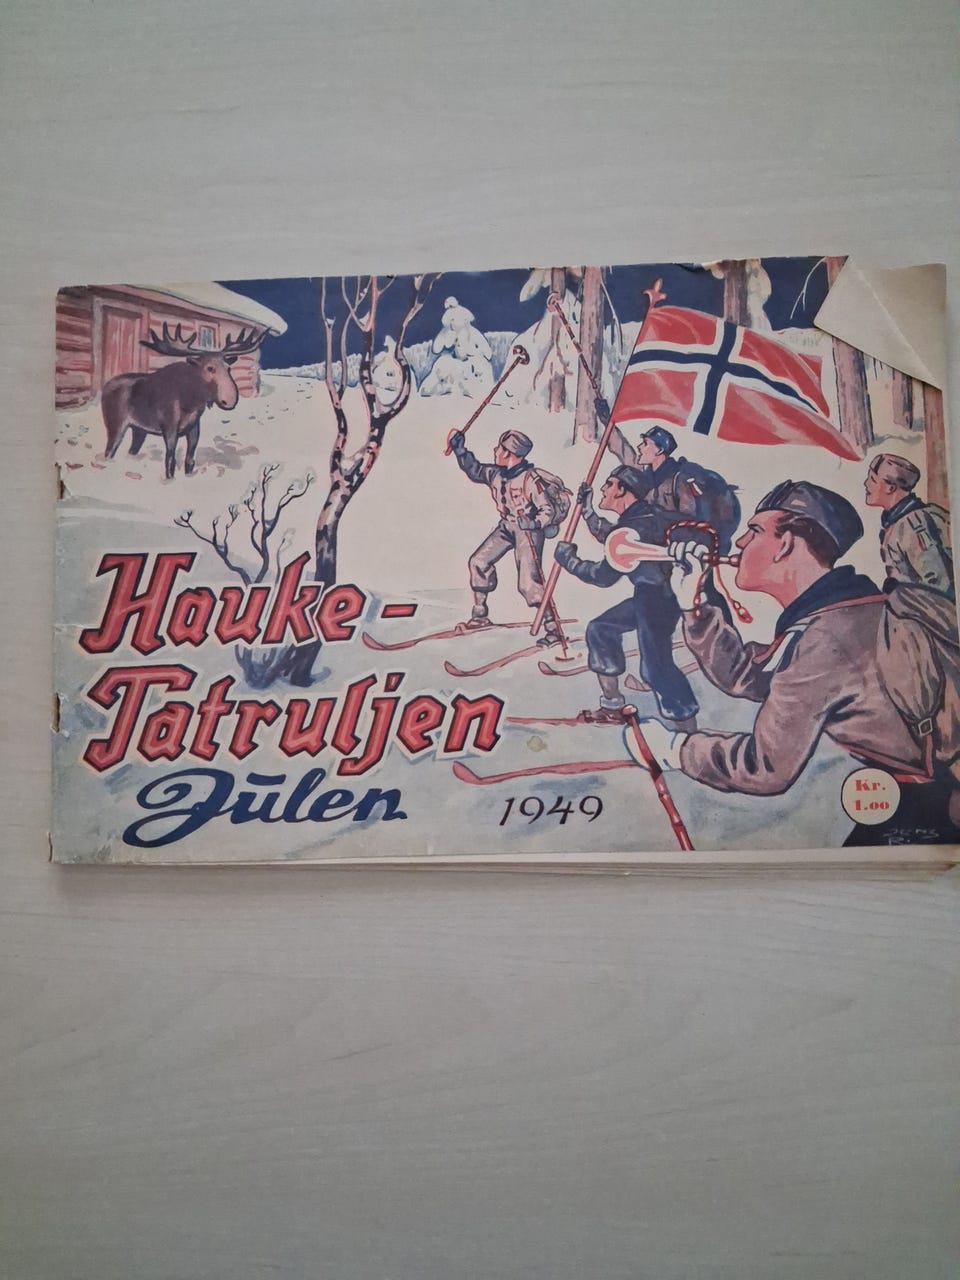 Hauke-
Patruljen
Julen
1949
Kr.
1.00